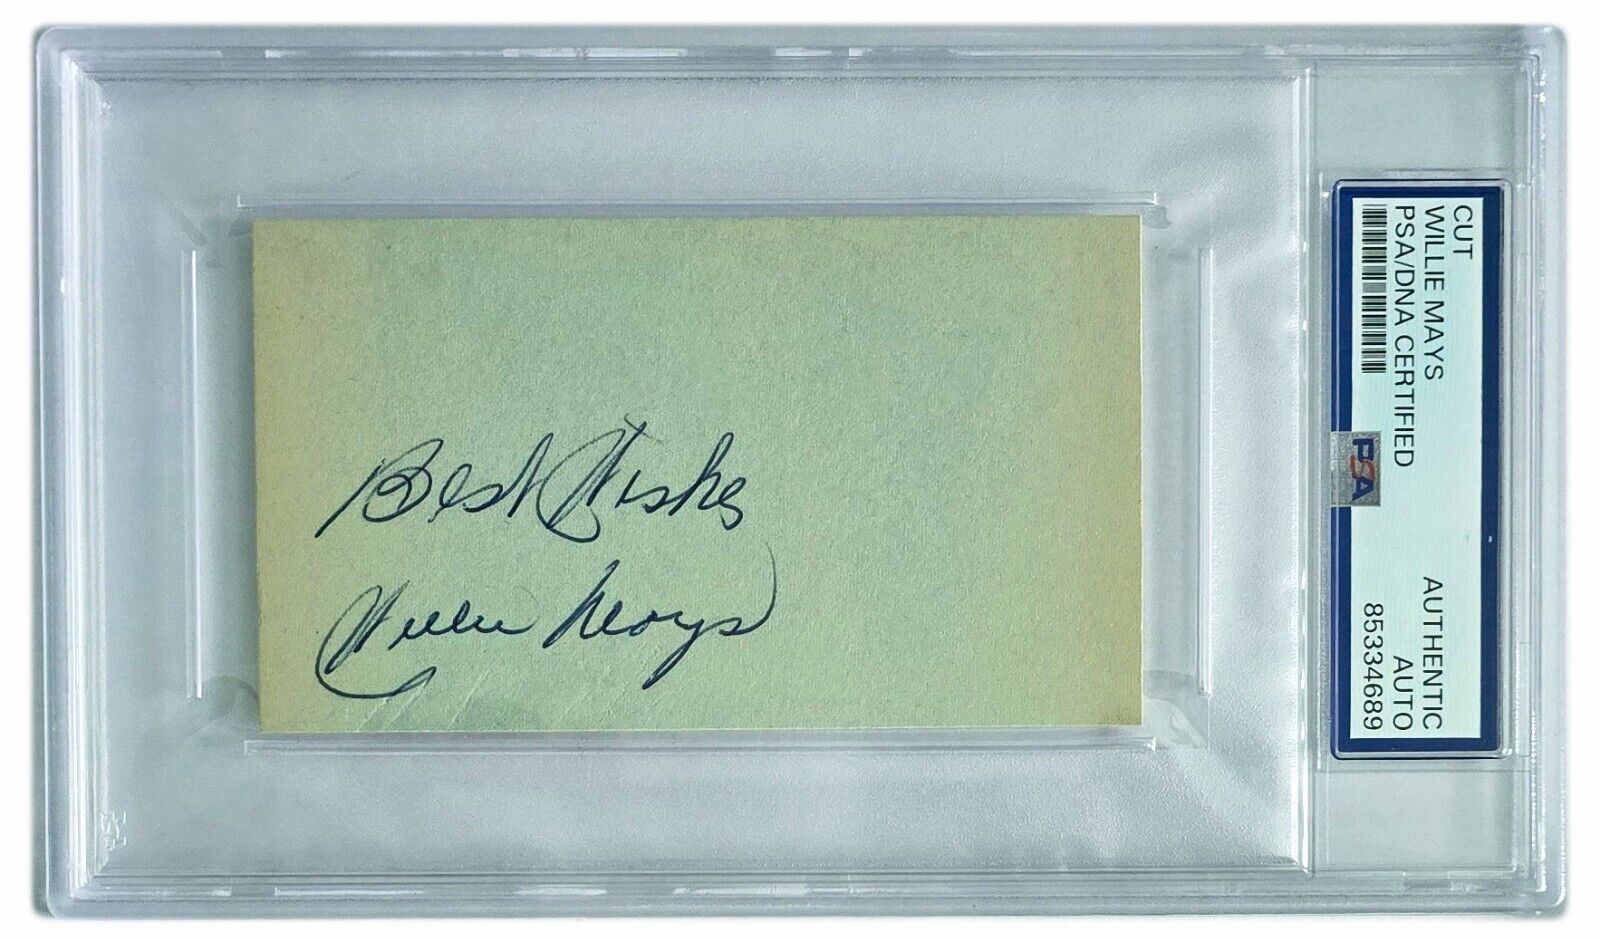 Best Wishes
Willie Mays
CUT
WILLIE MAYS
PSA/DNA CERTIFIED
AUTHENTIC
AUTO
85334689
PSA